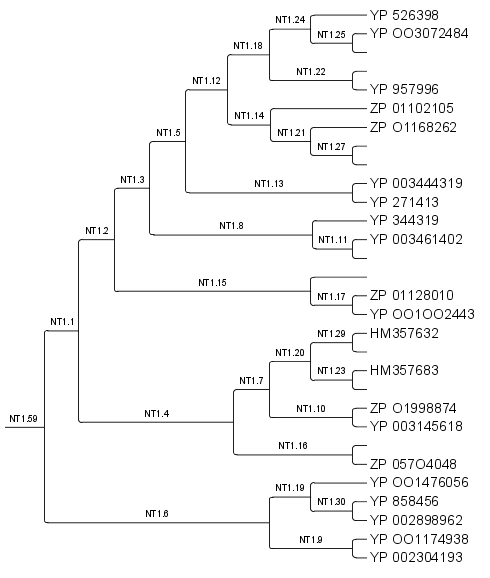 YP 526398
NT1.24
YP OO3072484
NT1.25
NT1.18
NT1.22
NT1.12
YP 957996
ZP 01102105
NT1.14
ZP O1168262
NT1.21
NT1.5
NT1.27
NT1.3
YP 003444319
NT1.13
YP 271413
YP 344319
NT1.8
NT1.2
YP 003461402
NT1.11
NT1.15
ZP 01128010
NT1.17
YP OO1OO2443
NT1.1
HM357632
NT1.29
NT1.20
HM357683
NT1.23
NT1.7
ZP O1998874
NT1.10
NT1.4
YP 003145618
NT1.59
NT1.16
ZP 057O4048
YP OO1476056
NT1.19
YP 858456
NT1.30
NT1.6
YP 002898962
YP OO1174938
NT1.9
YP 002304193